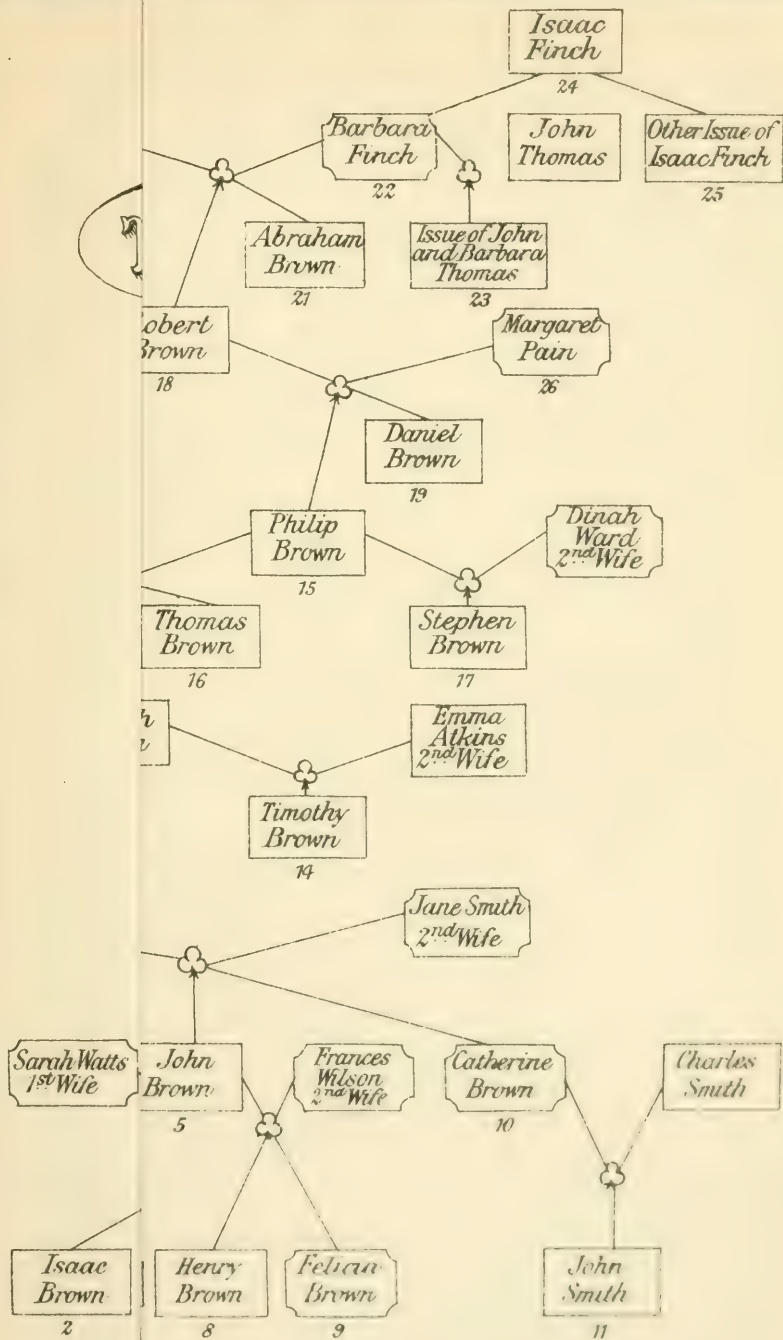 Isaac
Finch
24
Barbara
Finch
22
John
Thomas
Other Issue of
Isaac Finch
25
Abraham
Brown
21
Issue of John
and Barbara
Thomas
23
obert
Brown
18
Margaret
Pain
26
Daniel
Brown
19
Philip
Brown
15
Dinah
Ward
2nd Wife
Thomas
Brown
16
Stephen
Brown
17
h
Emma
Atkins
2nd Wife
Timothy
Brown
14
Jane Smith
2nd Wife
Sarah Watts
1st Wife
John
Brown
5
Frances
Wilson
2nd Wife
Catherine
Brown
10
Charles
Smith
Isaac
Brown
2
Henry
Brown
8
Felicia
Brown
9
John
Smith
11